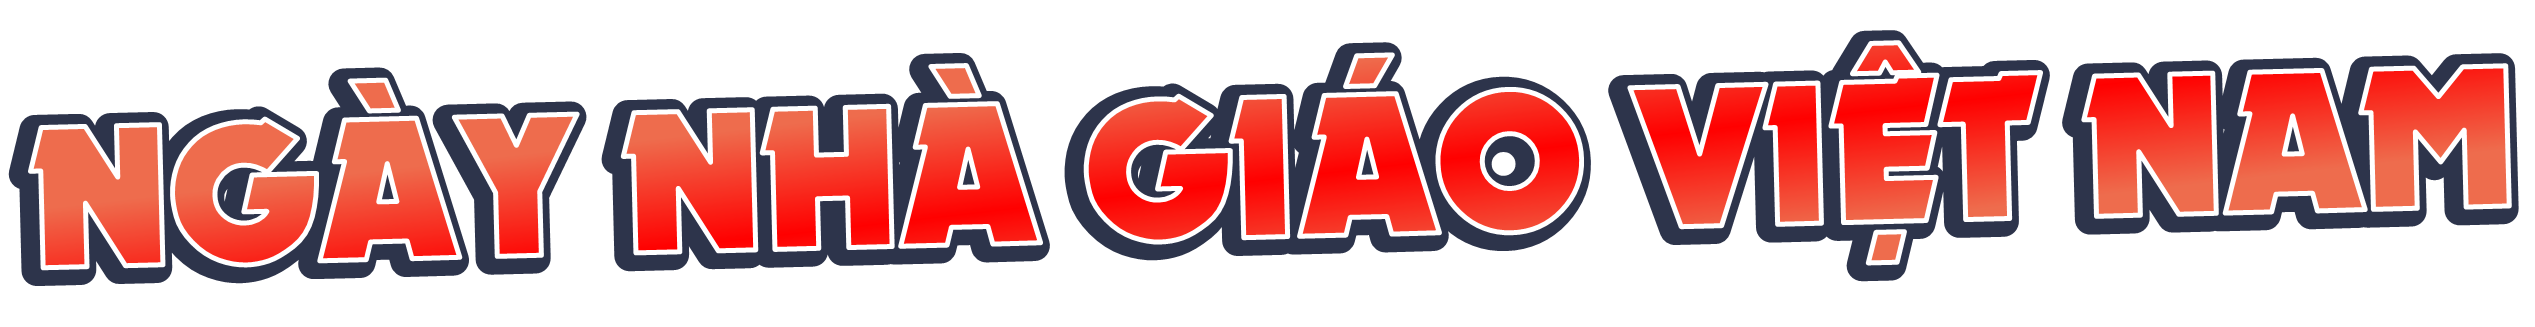 NGÀY NHÀ GIÁO VIỆT NAM